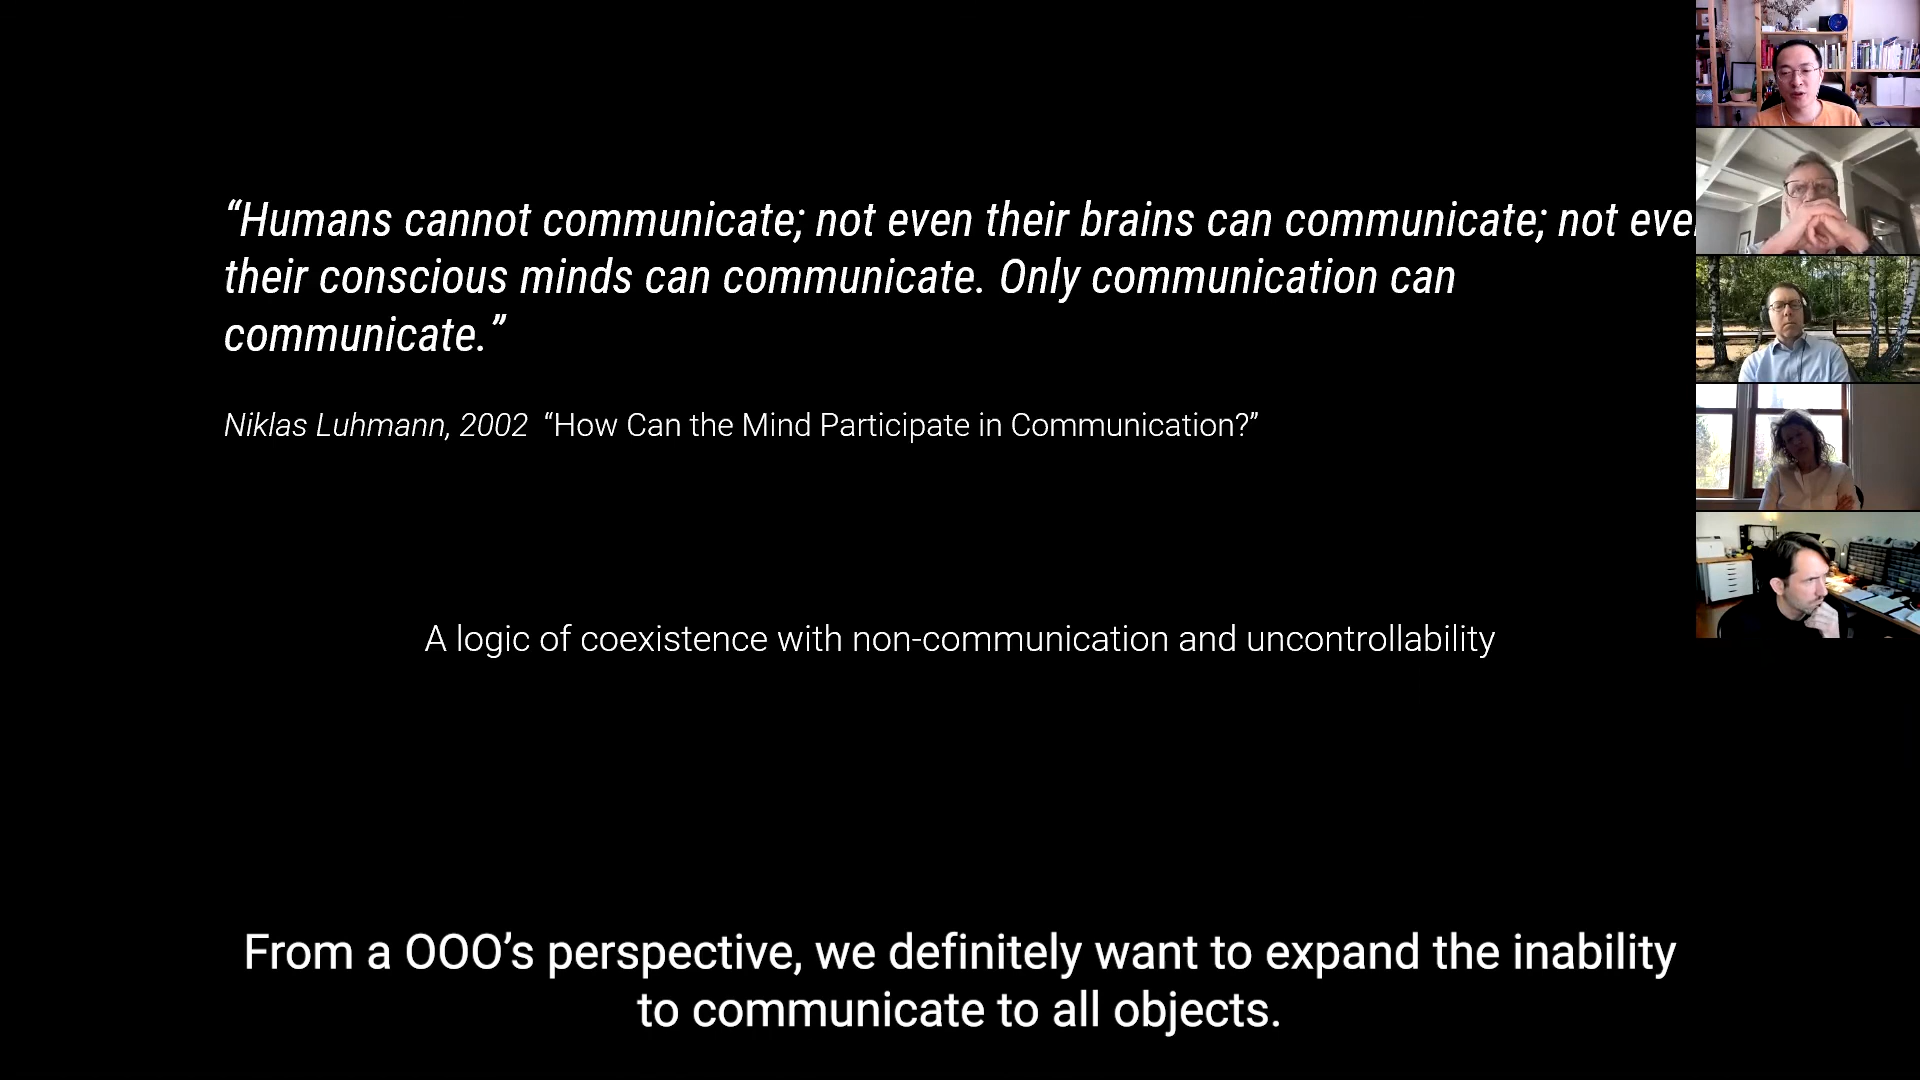 “Humans cannot communicate; not even their brains can communicate; not eve
their conscious minds can communicate. Only communication can
communicate.”
Niklas Luhmann, 2002 “How Can the Mind Participate in Communication?”
A logic of coexistence with non-communication and uncontrollability
From a OOO’s perspective, we definitely want to expand the inability
to communicate to all objects.